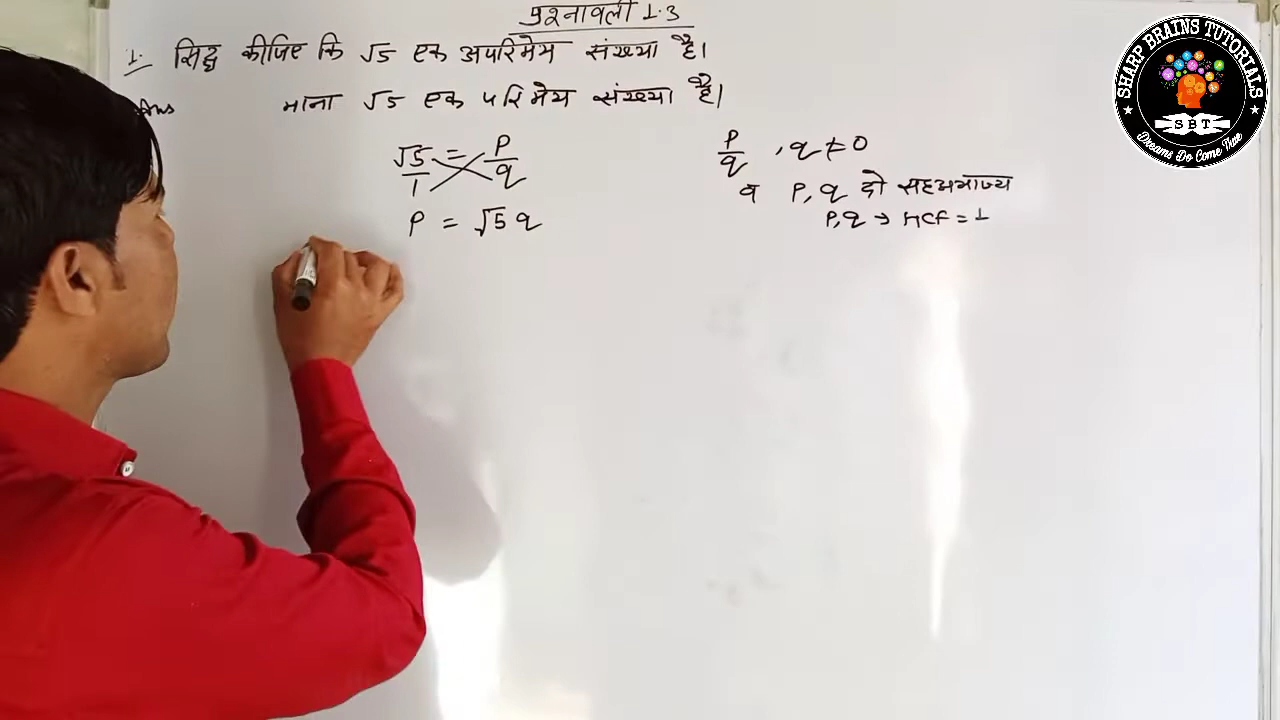 प्रश्नावली 1.3
1. सिद्ध कीजिए कि √5 एक अपरिमेय संख्या है।
Ans माना √5 एक परिमेय संख्या है।
√5/1 = P/q
P/q , q ≠ 0
व P, q दो सहअभाज्य
P = √5 q
P,q → HCF = 1
SHARP BRAINS TUTORIALS
SBT
Dreams Do Come True